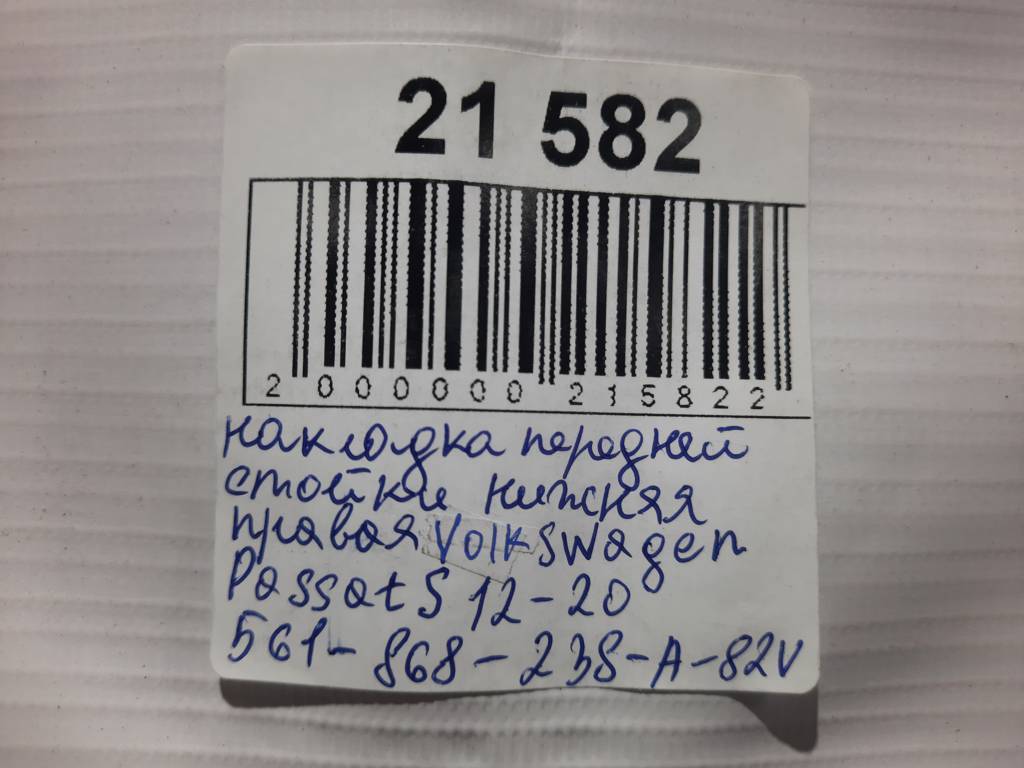 21 582
2 000000 215822
накладка передней
стойки нижняя
правая Volkswagen
Passat S 12-20
561-868-238-A-82V